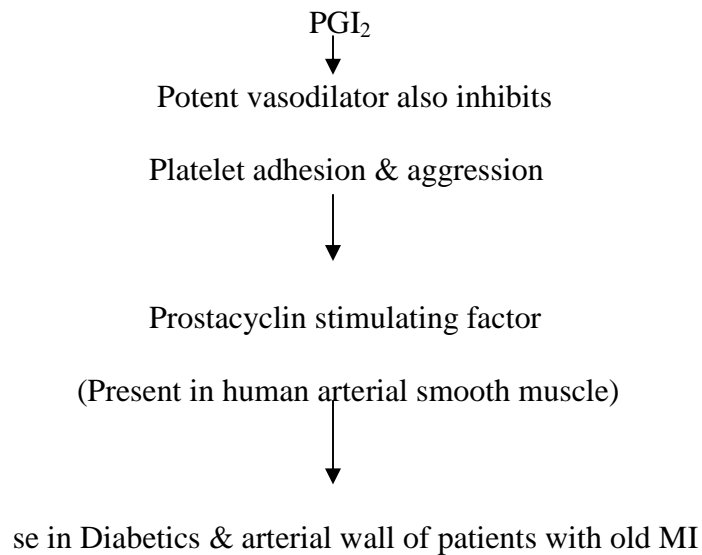 PGI₂
Potent vasodilator also inhibits
Platelet adhesion & aggression
Prostacyclin stimulating factor
(Present in human arterial smooth muscle)
se in Diabetics & arterial wall of patients with old MI